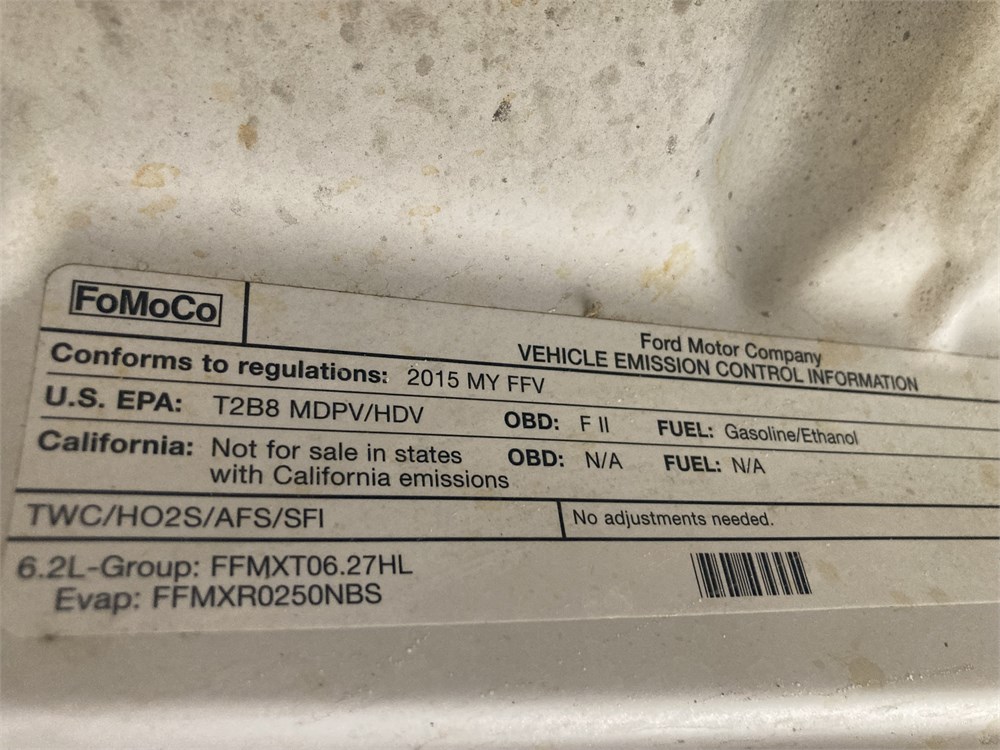 FoMoCo
Ford Motor Company
VEHICLE EMISSION CONTROL INFORMATION
Conforms to regulations: 2015 MY FFV
U.S. EPA: T2B8 MDPV/HDV OBD: F II FUEL: Gasoline/Ethanol
California: Not for sale in states OBD: N/A FUEL: N/A
with California emissions
TWC/HO2S/AFS/SFI No adjustments needed.
6.2L-Group: FFMXT06.27HL
Evap: FFMXR0250NBS